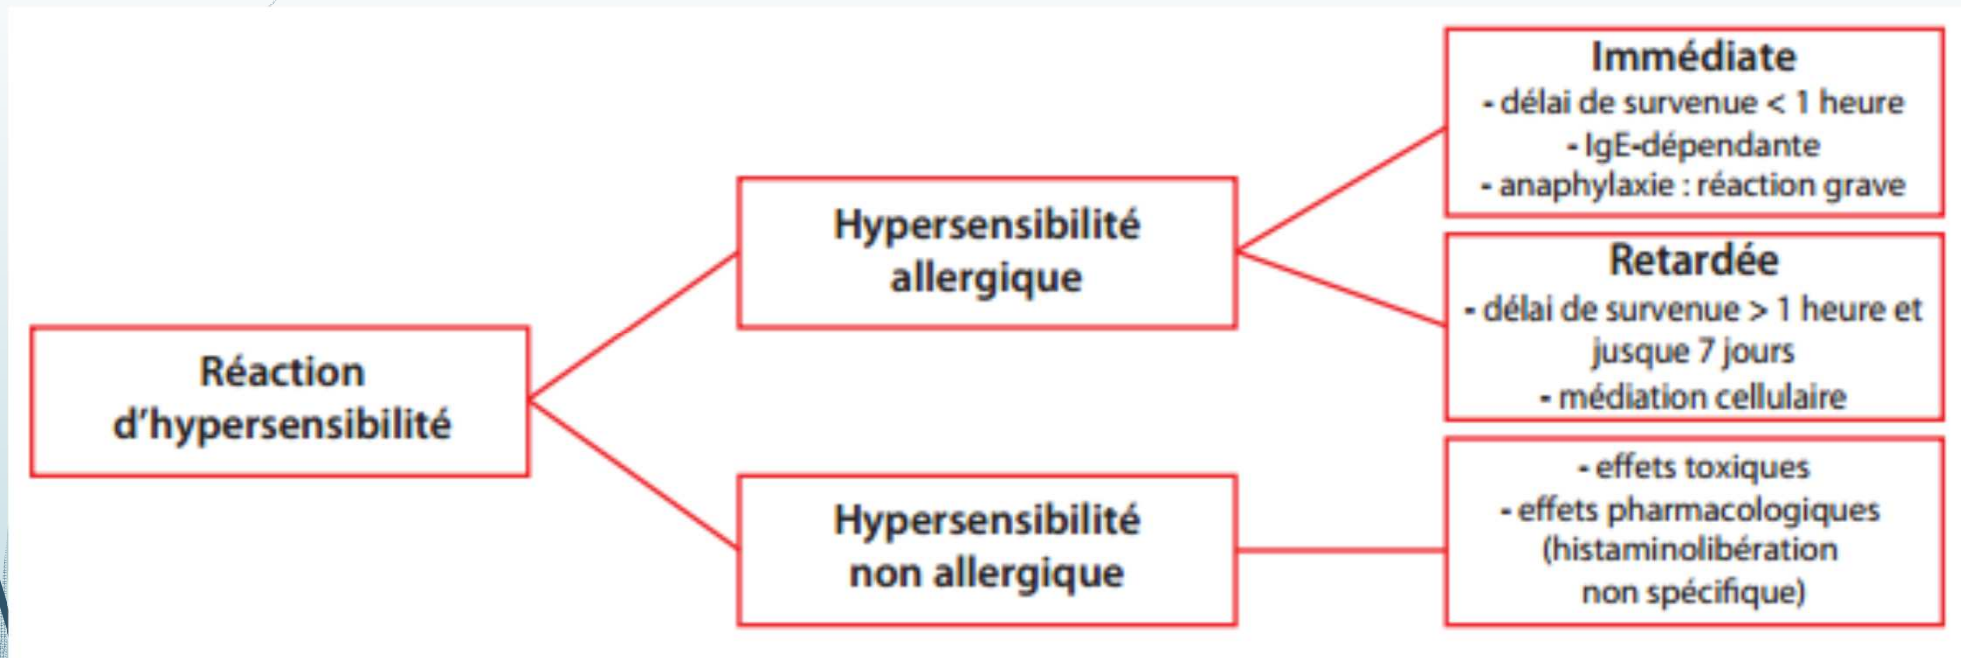 Réaction
d'hypersensibilité
Hypersensibilité
allergique
Hypersensibilité
non allergique
Immédiate
- délai de survenue < 1 heure
- IgE-dépendante
- anaphylaxie : réaction grave
Retardée
- délai de survenue > 1 heure et
jusque 7 jours
- médiation cellulaire
- effets toxiques
- effets pharmacologiques
(histaminolibération
non spécifique)